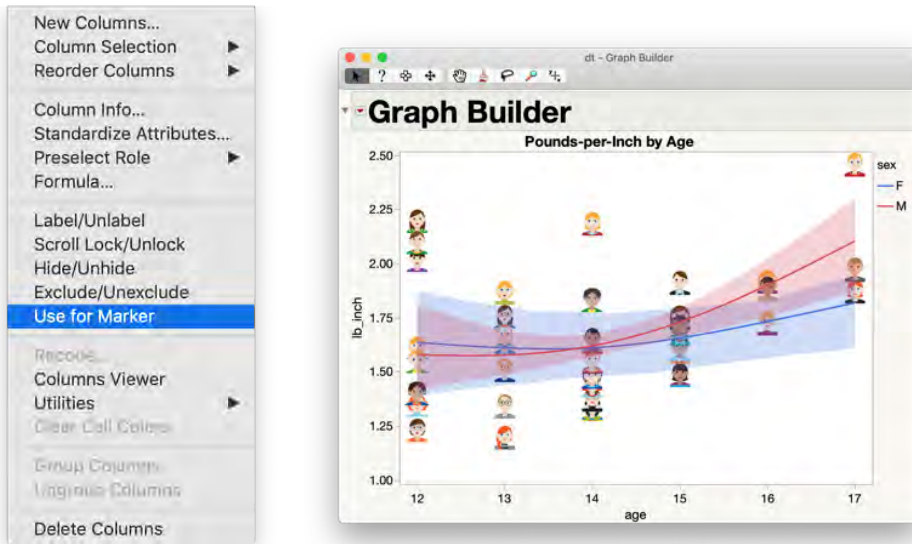 New Columns...
Column Selection
Reorder Columns
Column Info...
Standardize Attributes...
Preselect Role
Formula...
Label/Unlabel
Scroll Lock/Unlock
Hide/Unhide
Exclude/Unexclude
Use for Marker
Recode...
Columns Viewer
Utilities
Clear Cell Colors
Group Columns
Ungroup Columns
Delete Columns
dt - Graph Builder
Graph Builder
Pounds-per-Inch by Age
2.50
2.25
2.00
1.75
1.50
1.25
1.00
lb_inch
12 13 14 15 16 17
age
sex
F
M